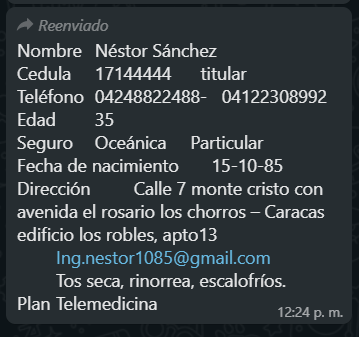 Reenviado
Nombre Néstor Sánchez
Cedula 17144444 titular
Teléfono 04248822488- 04122308992
Edad 35
Seguro Oceánica Particular
Fecha de nacimiento 15-10-85
Dirección Calle 7 monte cristo con
avenida el rosario los chorros – Caracas
edificio los robles, apto13
Ing.nestor1085@gmail.com
Tos seca, rinorrea, escalofríos.
Plan Telemedicina
12:24 p. m.